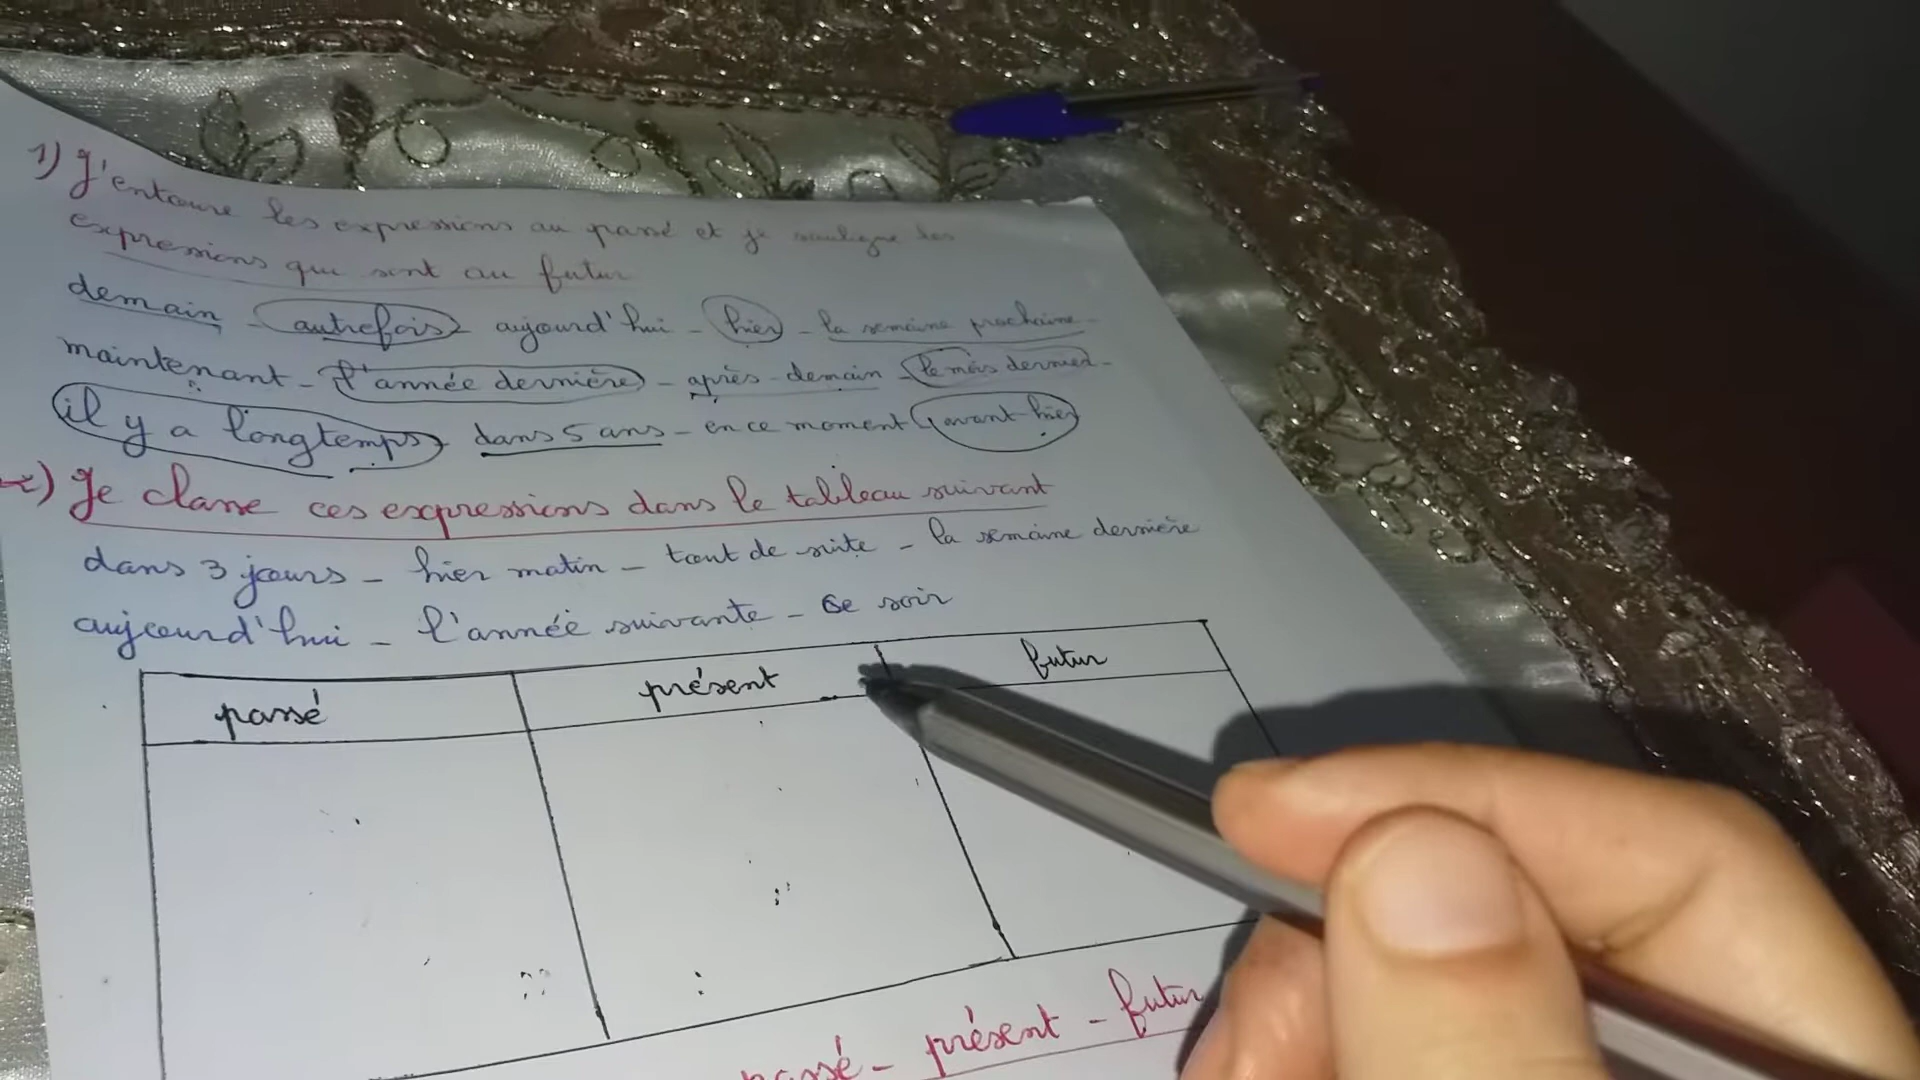 1) J'entoure les expressions au passé et je souligne les
expressions qui sont au futur
demain - autrefois - aujourd'hui - hier - la semaine prochaine -
maintenant - l'année dernière - après-demain - le mois dernier -
il y a longtemps - dans 5 ans - en ce moment - avant-hier
2) Je classe ces expressions dans le tableau suivant
dans 3 jours - hier matin - tout de suite - la semaine dernière
aujourd'hui - l'année suivante - ce soir
passé présent futur
passé - présent - futur